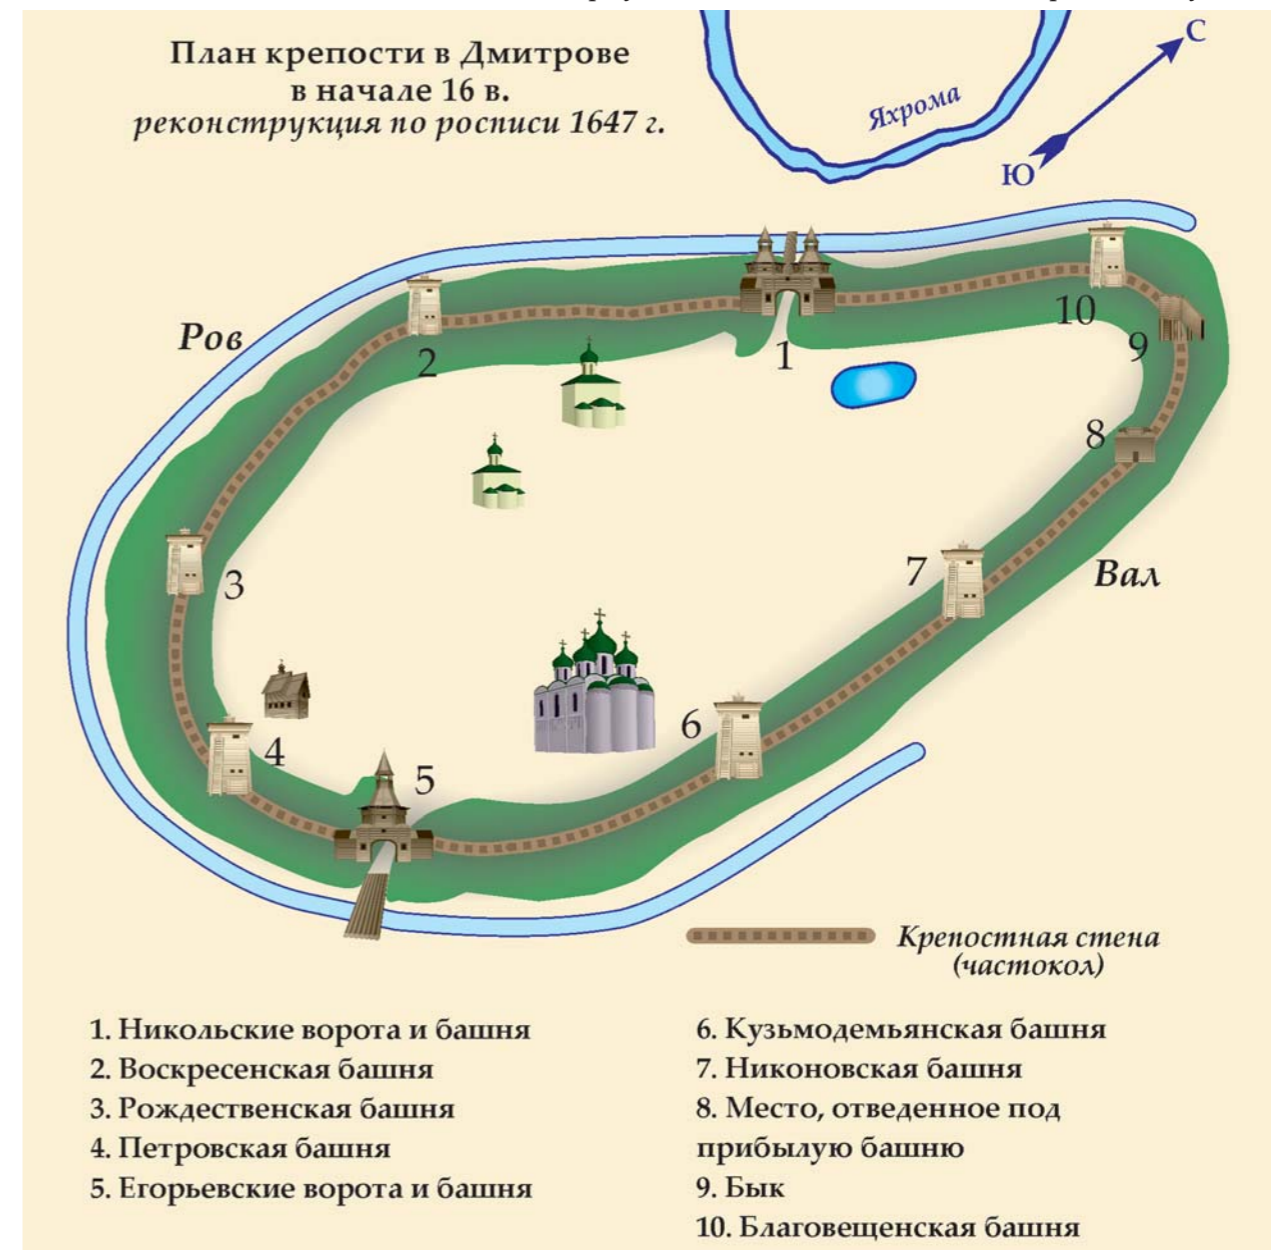 План крепости в Дмитрове
в начале 16 в.
реконструкция по росписи 1647 г.
С
Яхрома
Ю
Ров
10
1
9
2
8
7
Вал
3
6
4
5
Крепостная стена
(частокол)
1. Никольские ворота и башня
2. Воскресенская башня
3. Рождественская башня
4. Петровская башня
5. Егорьевские ворота и башня
6. Кузьмодемьянская башня
7. Никоновская башня
8. Место, отведенное под
прибылую башню
9. Бык
10. Благовещенская башня